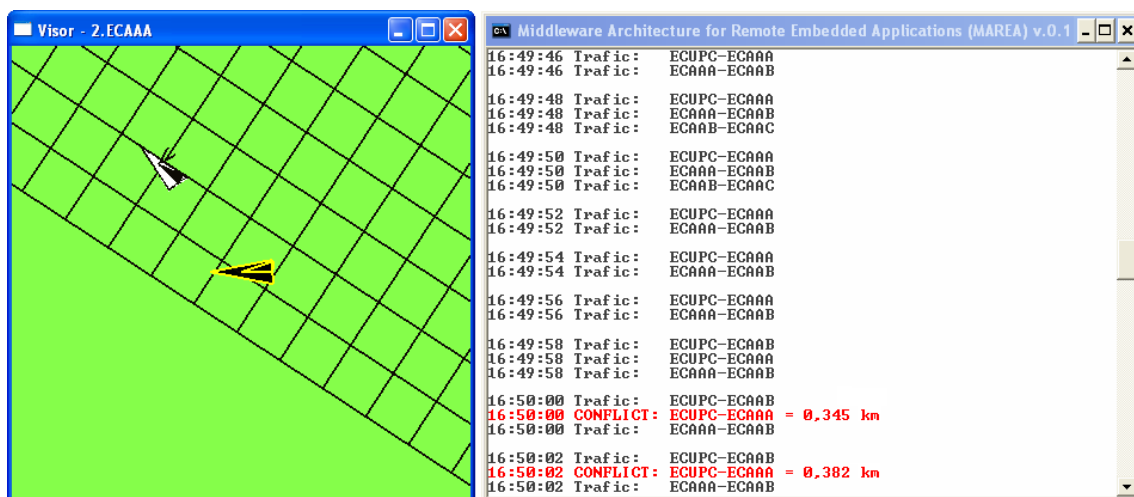 Visor - 2.ECAAA
Middleware Architecture for Remote Embedded Applications (MAREA) v.0.1
16:49:46 Trafic: ECUPC-ECAAA
16:49:46 Trafic: ECAAA-ECAAB
16:49:48 Trafic: ECUPC-ECAAA
16:49:48 Trafic: ECAAA-ECAAB
16:49:48 Trafic: ECAAB-ECAAC
16:49:50 Trafic: ECUPC-ECAAA
16:49:50 Trafic: ECAAA-ECAAB
16:49:50 Trafic: ECAAB-ECAAC
16:49:52 Trafic: ECUPC-ECAAA
16:49:52 Trafic: ECAAA-ECAAB
16:49:54 Trafic: ECUPC-ECAAA
16:49:54 Trafic: ECAAA-ECAAB
16:49:56 Trafic: ECUPC-ECAAA
16:49:56 Trafic: ECAAA-ECAAB
16:49:58 Trafic: ECUPC-ECAAB
16:49:58 Trafic: ECUPC-ECAAA
16:49:58 Trafic: ECAAA-ECAAB
16:50:00 Trafic: ECUPC-ECAAB
16:50:00 CONFLICT: ECUPC-ECAAA = 0,345 km
16:50:00 Trafic: ECAAA-ECAAB
16:50:02 Trafic: ECUPC-ECAAB
16:50:02 CONFLICT: ECUPC-ECAAA = 0,382 km
16:50:02 Trafic: ECAAA-ECAAB